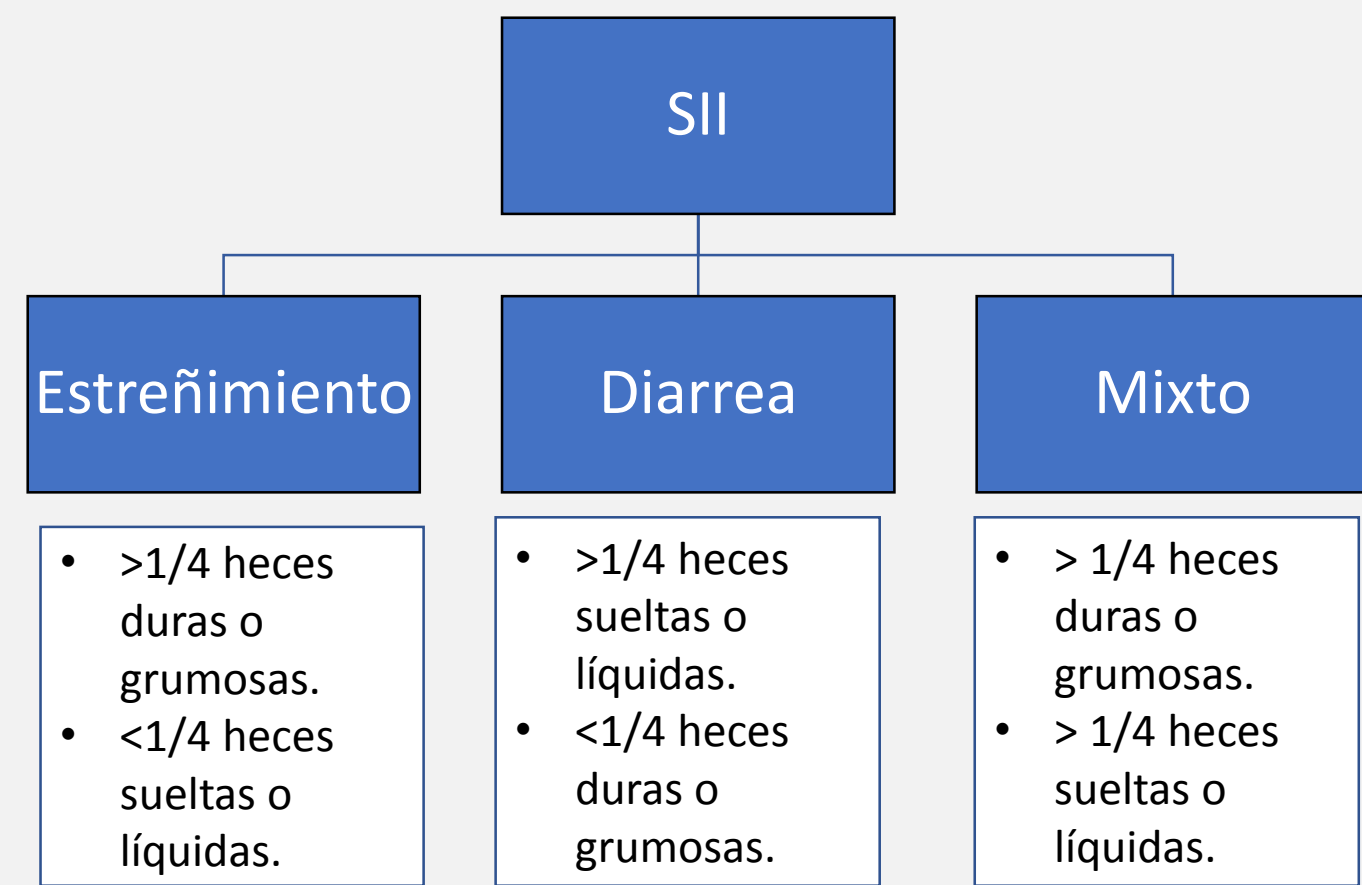 SII
Estreñimiento
Diarrea
Mixto
• >1/4 heces
duras o
grumosas.
• <1/4 heces
sueltas o
líquidas.
• >1/4 heces
sueltas o
líquidas.
• <1/4 heces
duras o
grumosas.
• > 1/4 heces
duras o
grumosas.
• > 1/4 heces
sueltas o
líquidas.